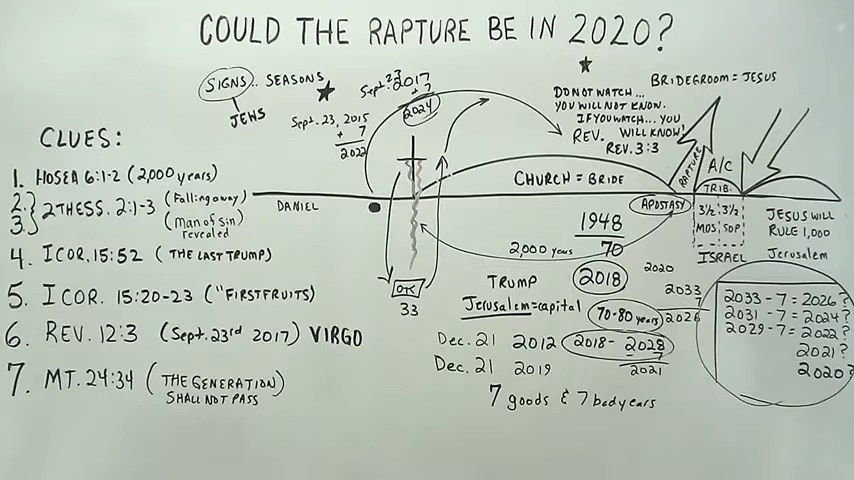 COULD THE RAPTURE BE IN 2020?
SIGNS.. SEASONS
JEWS
Sept. 23, 2015
+ 7
2022
Sept. 23 2017
+ 7
2024
DO NOT WATCH...
YOU WILL NOT KNOW.
IF YOU WATCH... YOU
REV. WILL KNOW!
REV. 3:3
BRIDEGROOM = JESUS
CLUES:
1. HOSEA 6:1-2 (2,000 years)
2. } 2 THESS. 2:1-3 (Falling away)
3. (Man of sin
revealed
4. I COR. 15:52 (THE LAST TRUMP)
5. I COR. 15:20-23 ("FIRSTFRUITS)
6. REV. 12:3 (Sept. 23rd 2017) VIRGO
7. MT. 24:34 (THE GENERATION)
SHALL NOT PASS
DANIEL
33
CHURCH = BRIDE
RAPTURE
A/C
TRIB.
APOSTASY
3½ 3½
MOS 50P
ISRAEL
JESUS WILL
RULE 1,000
Jerusalem
2,000 years
1948
70
2018
TRUMP
Jerusalem = capital
70-80 years
2020
2033
7
2026
Dec. 21 2012
Dec. 21 2019
2018 - 2028
- 7
2021
7 goods & 7 bad years
2033 - 7 = 2026?
2031 - 7 = 2024?
2029 - 7 = 2022?
2021?
2020?